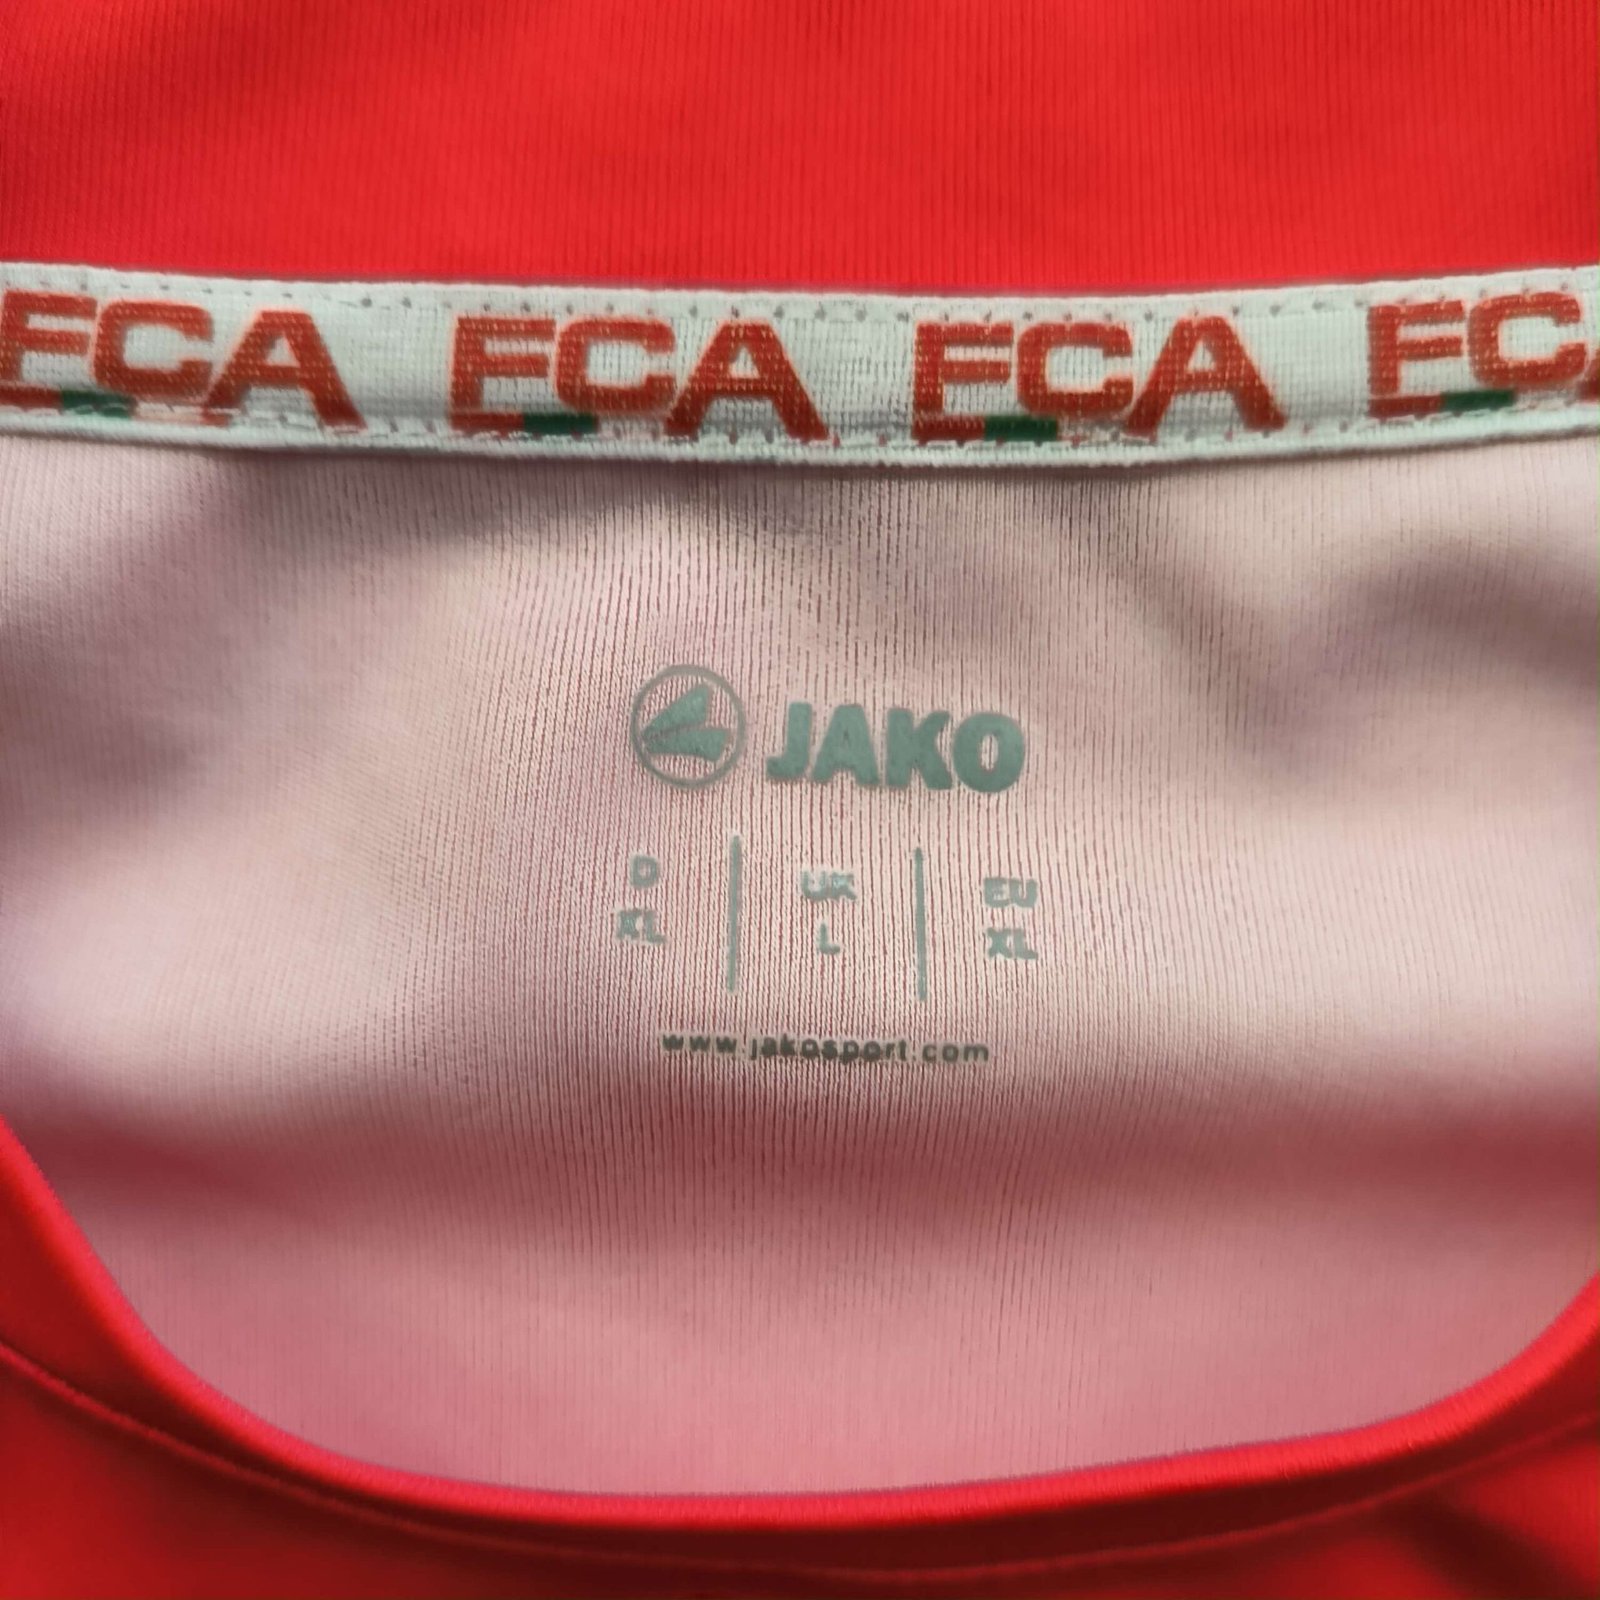 FCA FCA FCA FCA
JAKO
D UK EU
XL L XL
www.jakosport.com